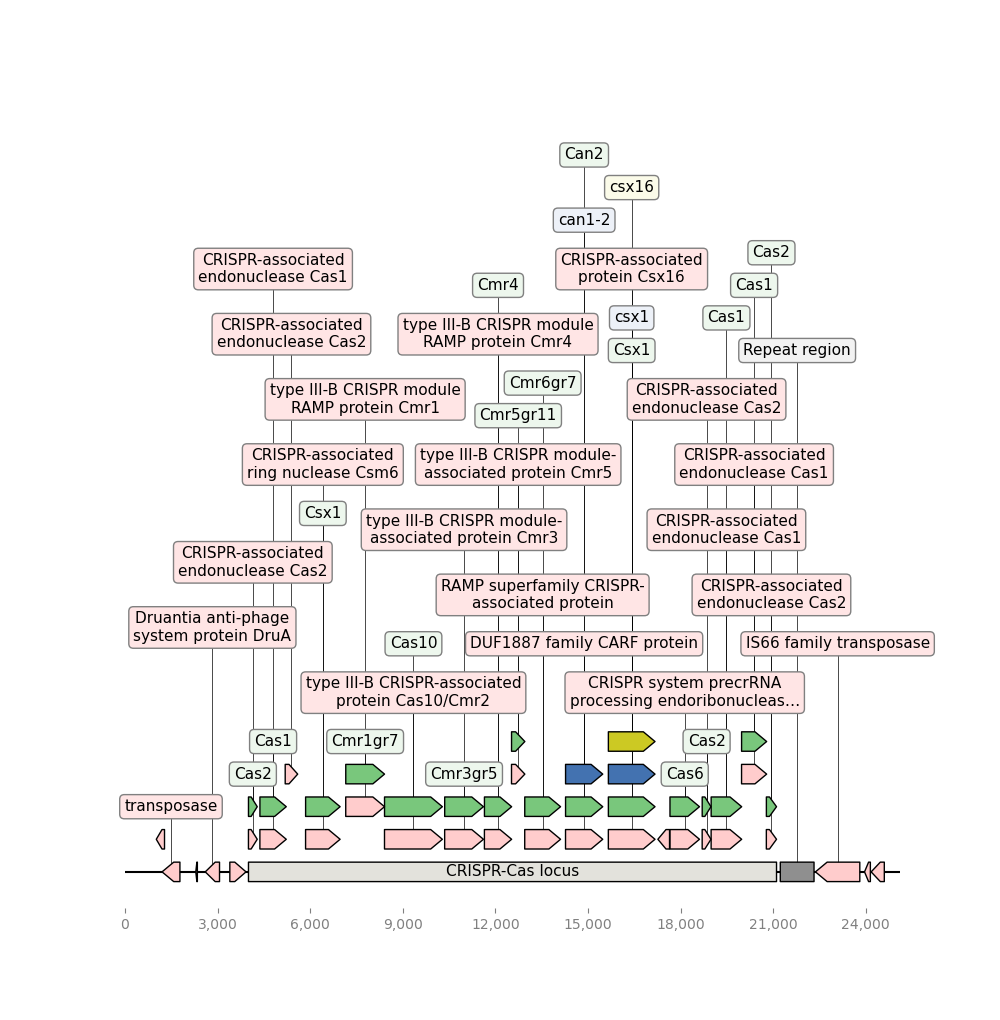 Can2
csx16
can1-2
Cas2
CRISPR-associated
endonuclease Cas1
CRISPR-associated
protein Csx16
Cmr4
Cas1
csx1
Cas1
CRISPR-associated
endonuclease Cas2
type III-B CRISPR module
RAMP protein Cmr4
Csx1
Repeat region
Cmr6gr7
type III-B CRISPR module
RAMP protein Cmr1
CRISPR-associated
endonuclease Cas2
Cmr5gr11
CRISPR-associated
ring nuclease Csm6
type III-B CRISPR module-
associated protein Cmr5
CRISPR-associated
endonuclease Cas1
Csx1
type III-B CRISPR module-
associated protein Cmr3
CRISPR-associated
endonuclease Cas1
CRISPR-associated
endonuclease Cas2
RAMP superfamily CRISPR-
associated protein
CRISPR-associated
endonuclease Cas2
Druantia anti-phage
system protein DruA
Cas10
DUF1887 family CARF protein
IS66 family transposase
type III-B CRISPR-associated
protein Cas10/Cmr2
CRISPR system precrRNA
processing endoribonucleas...
Cas1
Cmr1gr7
Cas2
Cas2
Cmr3gr5
Cas6
transposase
CRISPR-Cas locus
0
3,000
6,000
9,000
12,000
15,000
18,000
21,000
24,000